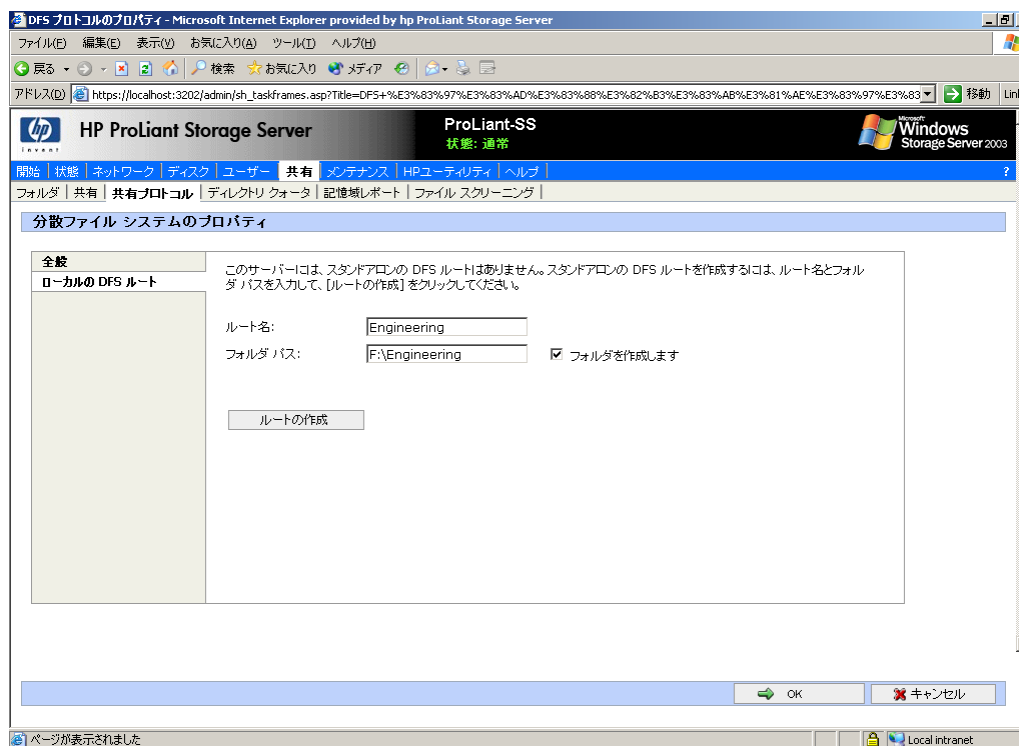 DFS プロトコルのプロパティ - Microsoft Internet Explorer provided by hp ProLiant Storage Server
ファイル(F) 編集(E) 表示(V) お気に入り(A) ツール(T) ヘルプ(H)
戻る 検索 お気に入り メディア
アドレス(D) https://localhost:3202/admin/sh_taskframes.asp?Title=DFS+%E3%83%97%E3%83%AD%E3%83%88%E3%82%B3%E3%83%AB%E3%81%AE%E3%83%97%E3%83 移動 Lin
hp HP ProLiant Storage Server ProLiant-SS Microsoft Windows
invent 状態: 通常 Storage Server 2003
開始 状態 ネットワーク ディスク ユーザー 共有 メンテナンス HPユーティリティ ヘルプ ?
フォルダ 共有 共有プロトコル ディレクトリ クォータ 記憶域レポート ファイル スクリーニング
分散ファイル システムのプロパティ
全般
ローカルの DFS ルート
このサーバーには、スタンドアロンの DFS ルートはありません。スタンドアロンの DFS ルートを作成するには、ルート名とフォル
ダ パスを入力して、[ルートの作成] をクリックしてください。
ルート名: Engineering
フォルダ パス: F:\Engineering フォルダを作成します
ルートの作成
OK キャンセル
ページが表示されました Local intranet